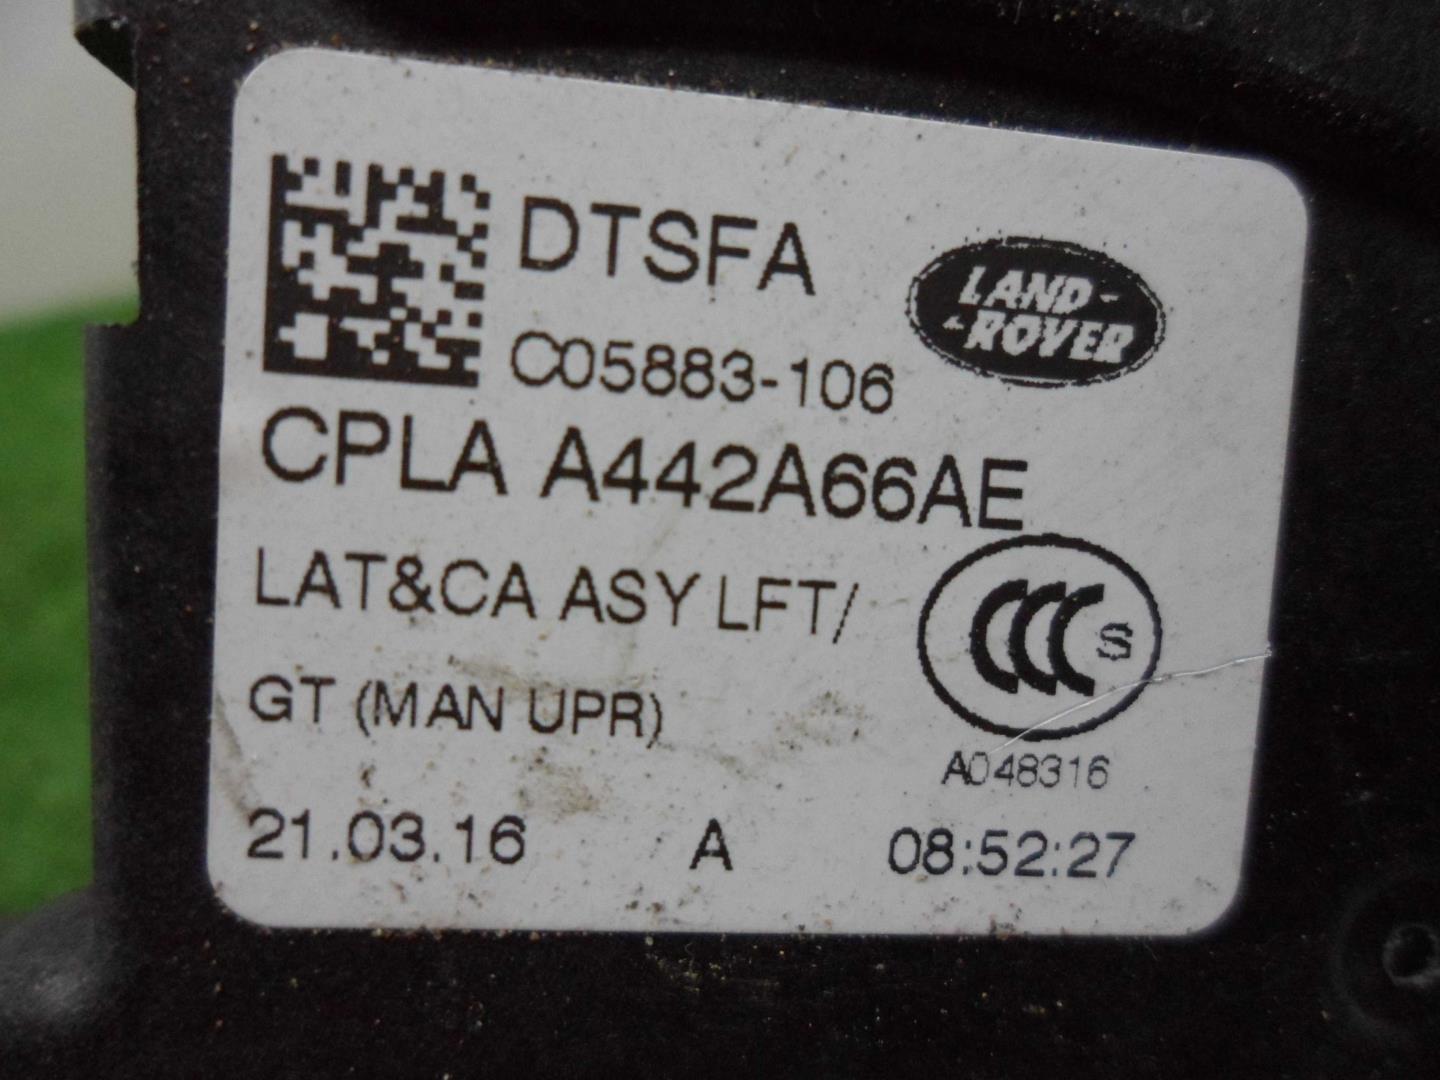 DTSFA
LAND-
-ROVER
C05883-106
CPLA A442A66AE
LAT&CA ASY LFT/
GT (MAN UPR)
CCC S
A048316
21.03.16 A 08:52:27